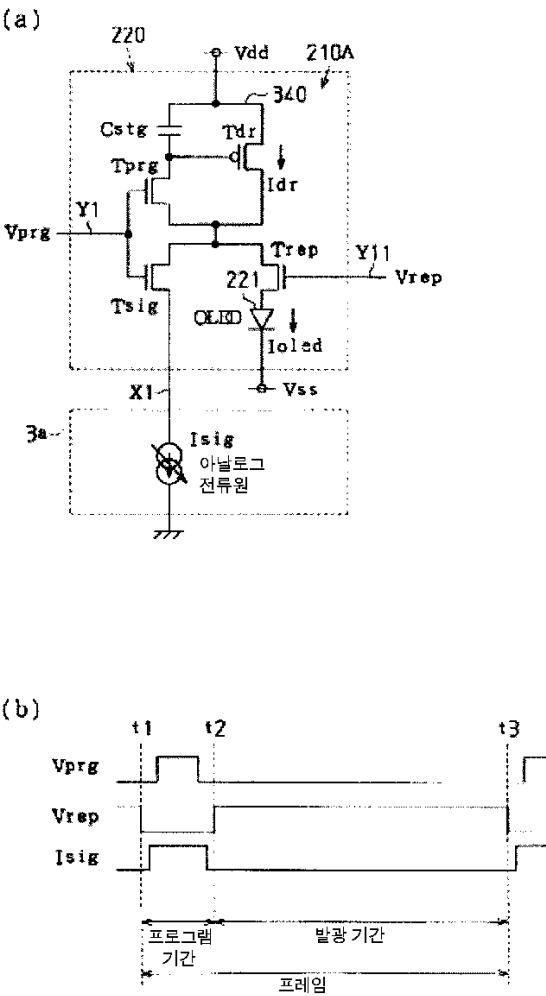 (a)
220
Vdd
210A
340
Cstg
Tdr
Tprg
Idr
Y1
Vprg
Trep
Y11
Vrep
221
Tsig
OLED
Ioled
X1
Vss
3a
Isig
아날로그
전류원
(b)
t1
t2
t3
Vprg
Vrep
Isig
프로그램
기간
발광 기간
프레임